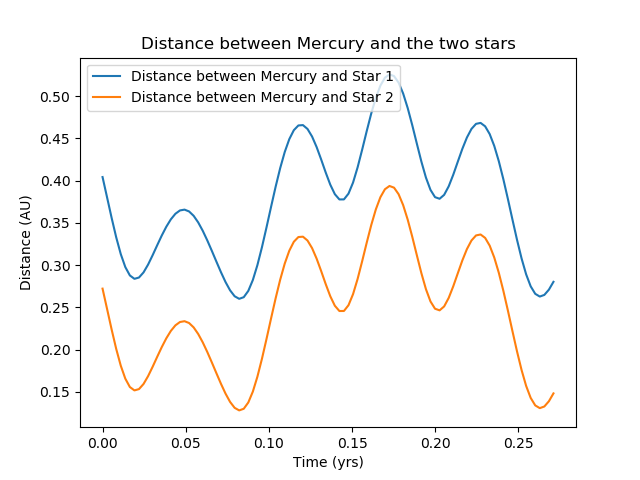 Distance between Mercury and the two stars
Distance between Mercury and Star 1
Distance between Mercury and Star 2
Distance (AU)
0.50
0.45
0.40
0.35
0.30
0.25
0.20
0.15
0.00 0.05 0.10 0.15 0.20 0.25
Time (yrs)